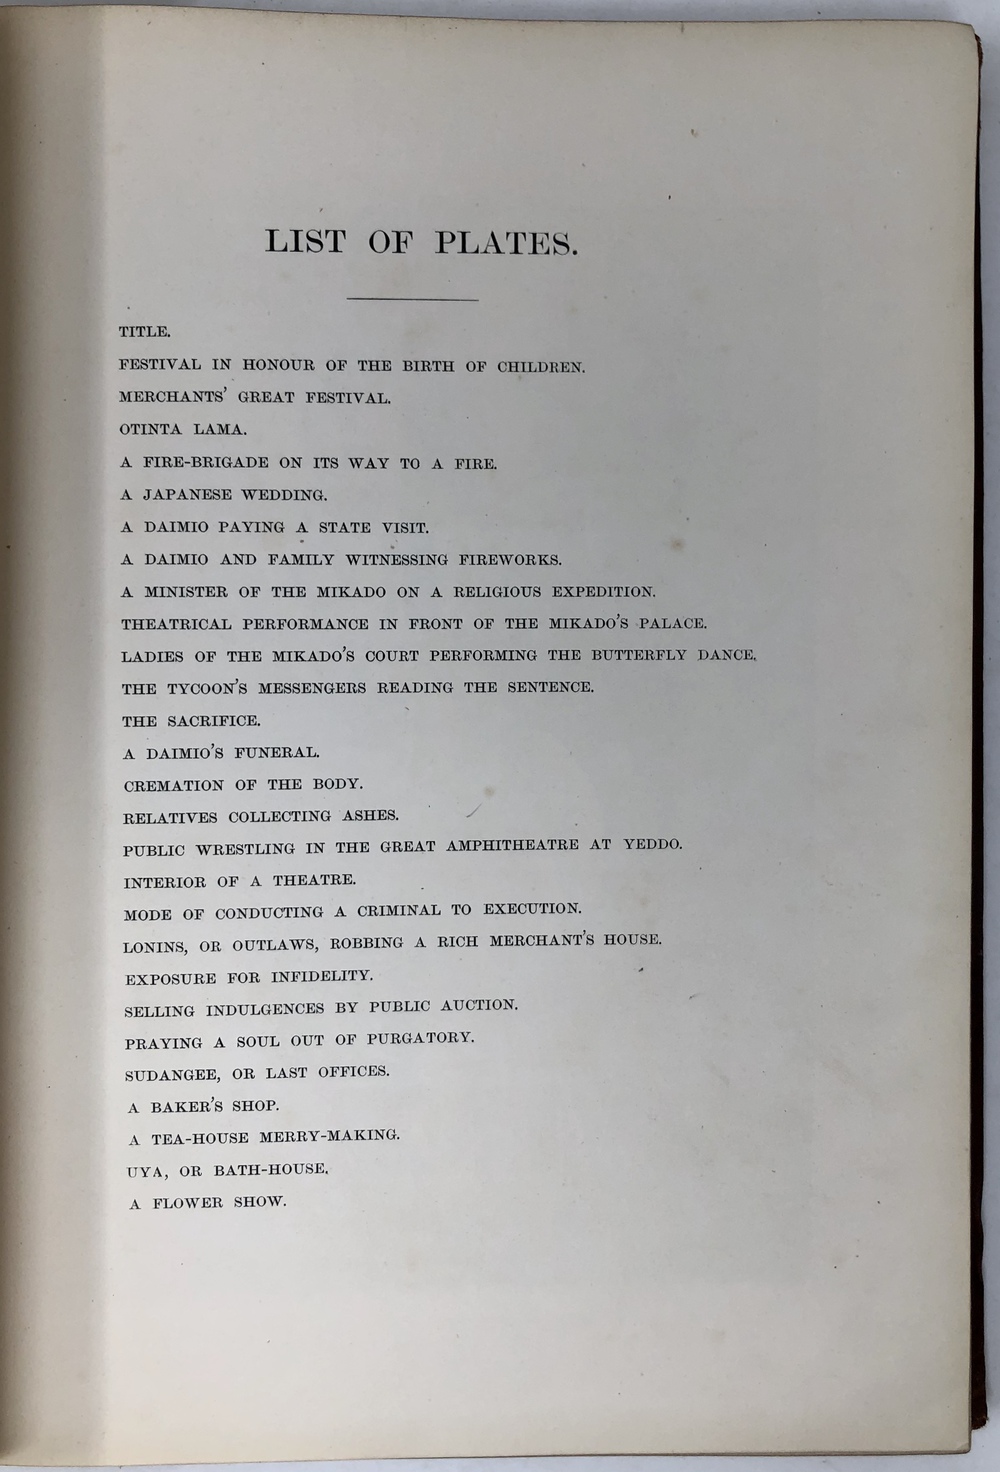 LIST OF PLATES.
TITLE.
FESTIVAL IN HONOUR OF THE BIRTH OF CHILDREN.
MERCHANTS' GREAT FESTIVAL.
OTINTA LAMA.
A FIRE-BRIGADE ON ITS WAY TO A FIRE.
A JAPANESE WEDDING.
A DAIMIO PAYING A STATE VISIT.
A DAIMIO AND FAMILY WITNESSING FIREWORKS.
A MINISTER OF THE MIKADO ON A RELIGIOUS EXPEDITION.
THEATRICAL PERFORMANCE IN FRONT OF THE MIKADO'S PALACE.
LADIES OF THE MIKADO'S COURT PERFORMING THE BUTTERFLY DANCE.
THE TYCOON'S MESSENGERS READING THE SENTENCE.
THE SACRIFICE.
A DAIMIO'S FUNERAL.
CREMATION OF THE BODY.
RELATIVES COLLECTING ASHES.
PUBLIC WRESTLING IN THE GREAT AMPHITHEATRE AT YEDDO.
INTERIOR OF A THEATRE.
MODE OF CONDUCTING A CRIMINAL TO EXECUTION.
LONINS, OR OUTLAWS, ROBBING A RICH MERCHANT'S HOUSE.
EXPOSURE FOR INFIDELITY.
SELLING INDULGENCES BY PUBLIC AUCTION.
PRAYING A SOUL OUT OF PURGATORY.
SUDANGEE, OR LAST OFFICES.
A BAKER'S SHOP.
A TEA-HOUSE MERRY-MAKING.
UYA, OR BATH-HOUSE.
A FLOWER SHOW.